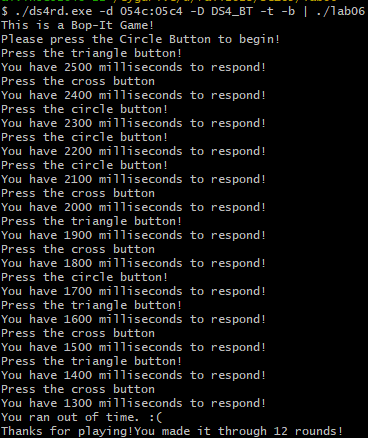 $ ./ds4rd.exe -d 054c:05c4 -D DS4_BT -t -b | ./lab06
This is a Bop-It Game!
Please press the Circle Button to begin!
Press the triangle button!
You have 2500 milliseconds to respond!
Press the cross button
You have 2400 milliseconds to respond!
Press the circle button!
You have 2300 milliseconds to respond!
Press the circle button!
You have 2200 milliseconds to respond!
Press the circle button!
You have 2100 milliseconds to respond!
Press the cross button
You have 2000 milliseconds to respond!
Press the triangle button!
You have 1900 milliseconds to respond!
Press the cross button
You have 1800 milliseconds to respond!
Press the circle button!
You have 1700 milliseconds to respond!
Press the triangle button!
You have 1600 milliseconds to respond!
Press the cross button
You have 1500 milliseconds to respond!
Press the triangle button!
You have 1400 milliseconds to respond!
Press the cross button
You have 1300 milliseconds to respond!
You ran out of time. :(
Thanks for playing!You made it through 12 rounds!